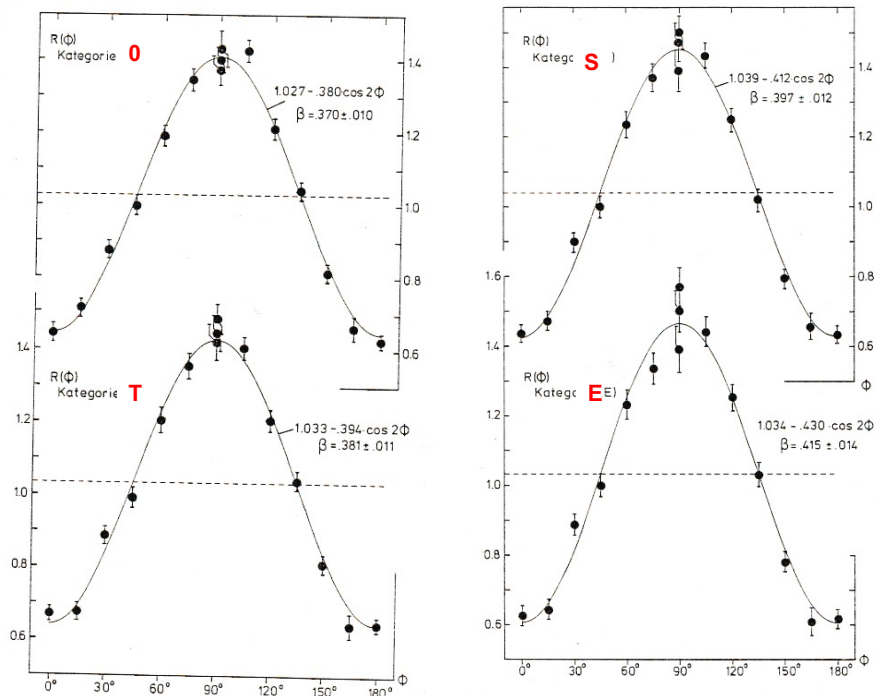 R(Φ)
Kategorie O
1.4
1.2
1.0
0.8
0.6
1.027 - .380·cos 2Φ
β = .370 ± .010
R(Φ)
Kategorie T
1.4
1.2
1.0
0.8
0.6
1.033 - .394·cos 2Φ
β = .381 ± .011
0° 30° 60° 90° 120° 150° 180°
Φ
R(Φ)
Katego S )
1.4
1.2
1.0
0.8
0.6
1.039 - .412·cos 2Φ
β = .397 ± .012
Φ
1.6
R(Φ)
Katego E E)
1.4
1.2
1.0
0.8
0.6
1.034 - .430·cos 2Φ
β = .415 ± .014
0° 30° 60° 90° 120° 150° 180°
Φ